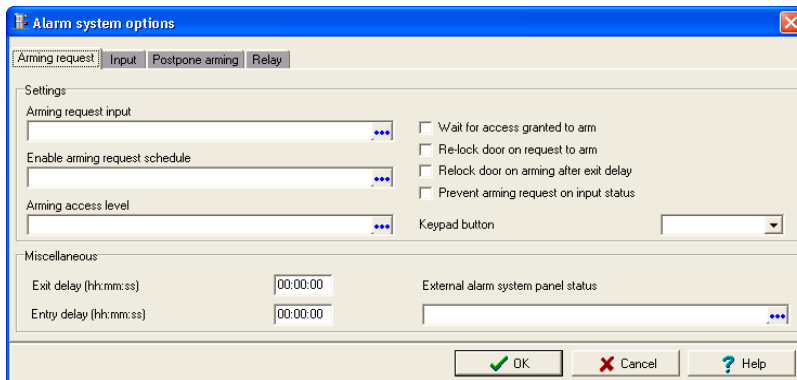 Alarm system options
Arming request Input Postpone arming Relay
Settings
Arming request input
Enable arming request schedule
Arming access level
Wait for access granted to arm
Re-lock door on request to arm
Relock door on arming after exit delay
Prevent arming request on input status
Keypad button
Miscellaneous
Exit delay (hh:mm:ss) 00:00:00
Entry delay (hh:mm:ss) 00:00:00
External alarm system panel status
OK Cancel Help